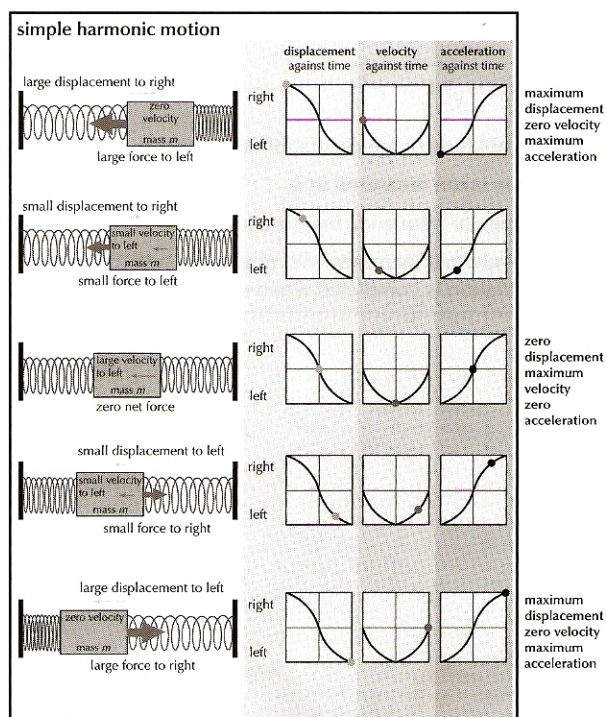 simple harmonic motion
displacement against time
velocity against time
acceleration against time
large displacement to right
zero velocity
mass m
large force to left
right
left
maximum
displacement
zero velocity
maximum
acceleration
small displacement to right
small velocity
to left
mass m
small force to left
right
left
large velocity
to left
mass m
zero net force
right
left
zero
displacement
maximum
velocity
zero
acceleration
small displacement to left
small velocity
to left
mass m
small force to right
right
left
large displacement to left
zero velocity
mass m
large force to right
right
left
maximum
displacement
zero velocity
maximum
acceleration